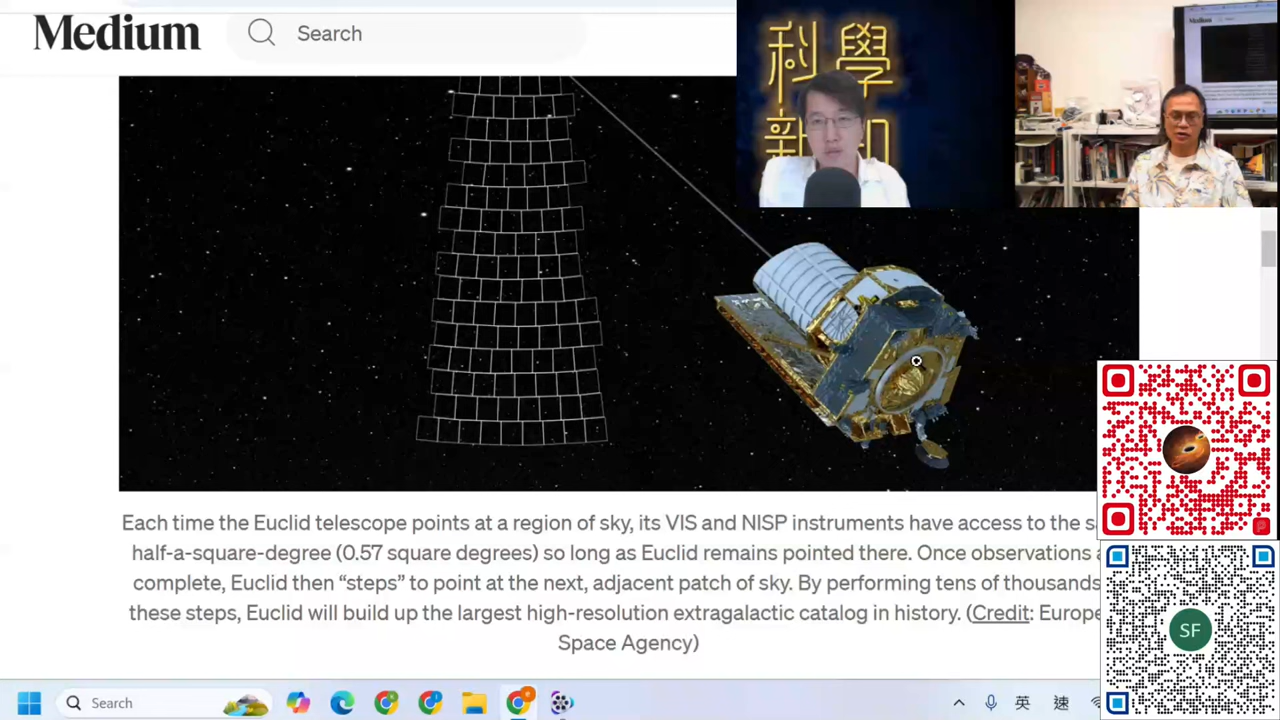 Medium
Search
科學
新知
Each time the Euclid telescope points at a region of sky, its VIS and NISP instruments have access to the s
half-a-square-degree (0.57 square degrees) so long as Euclid remains pointed there. Once observations a
complete, Euclid then “steps” to point at the next, adjacent patch of sky. By performing tens of thousands
these steps, Euclid will build up the largest high-resolution extragalactic catalog in history. (Credit: Europe
Space Agency)
SF
Search
英
速